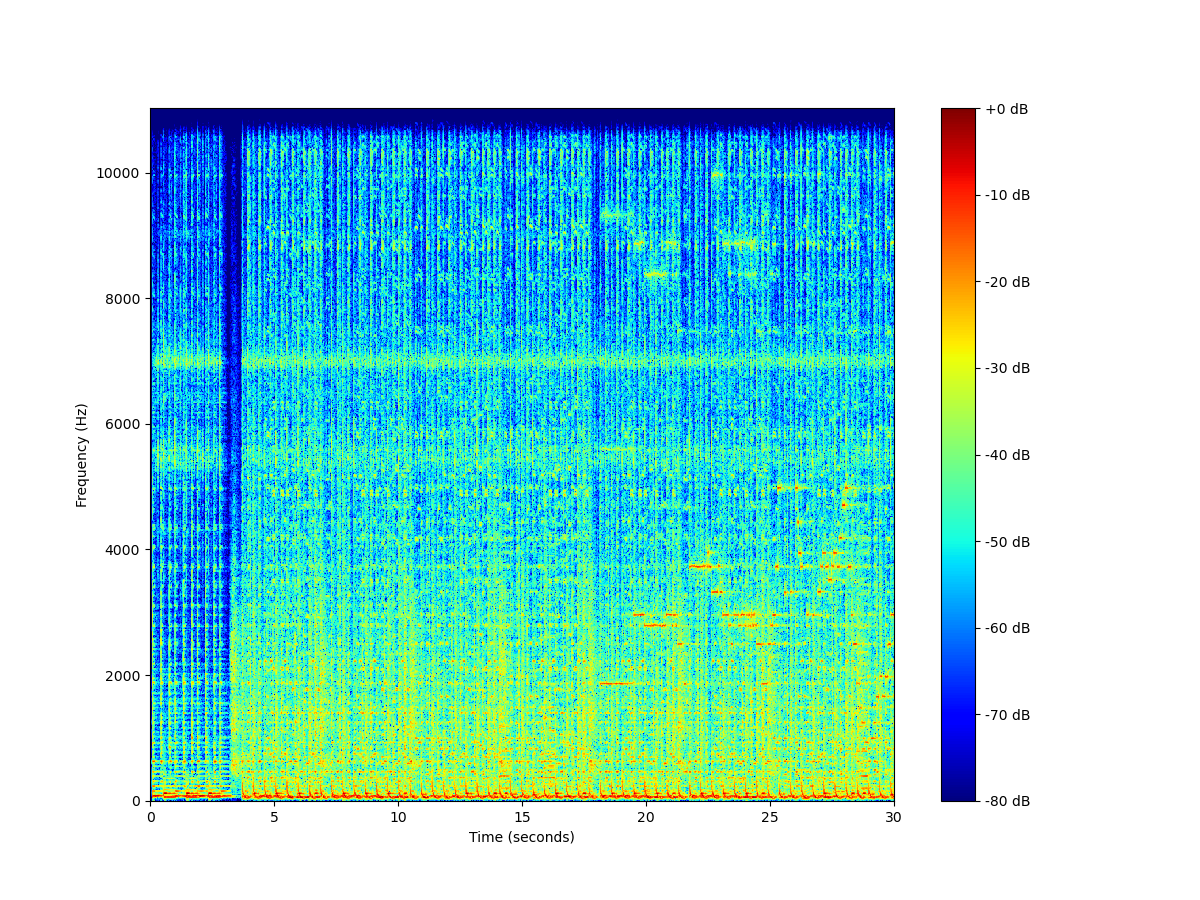 10000
8000
6000
4000
2000
0
Frequency (Hz)
0 5 10 15 20 25 30
Time (seconds)
+0 dB
-10 dB
-20 dB
-30 dB
-40 dB
-50 dB
-60 dB
-70 dB
-80 dB